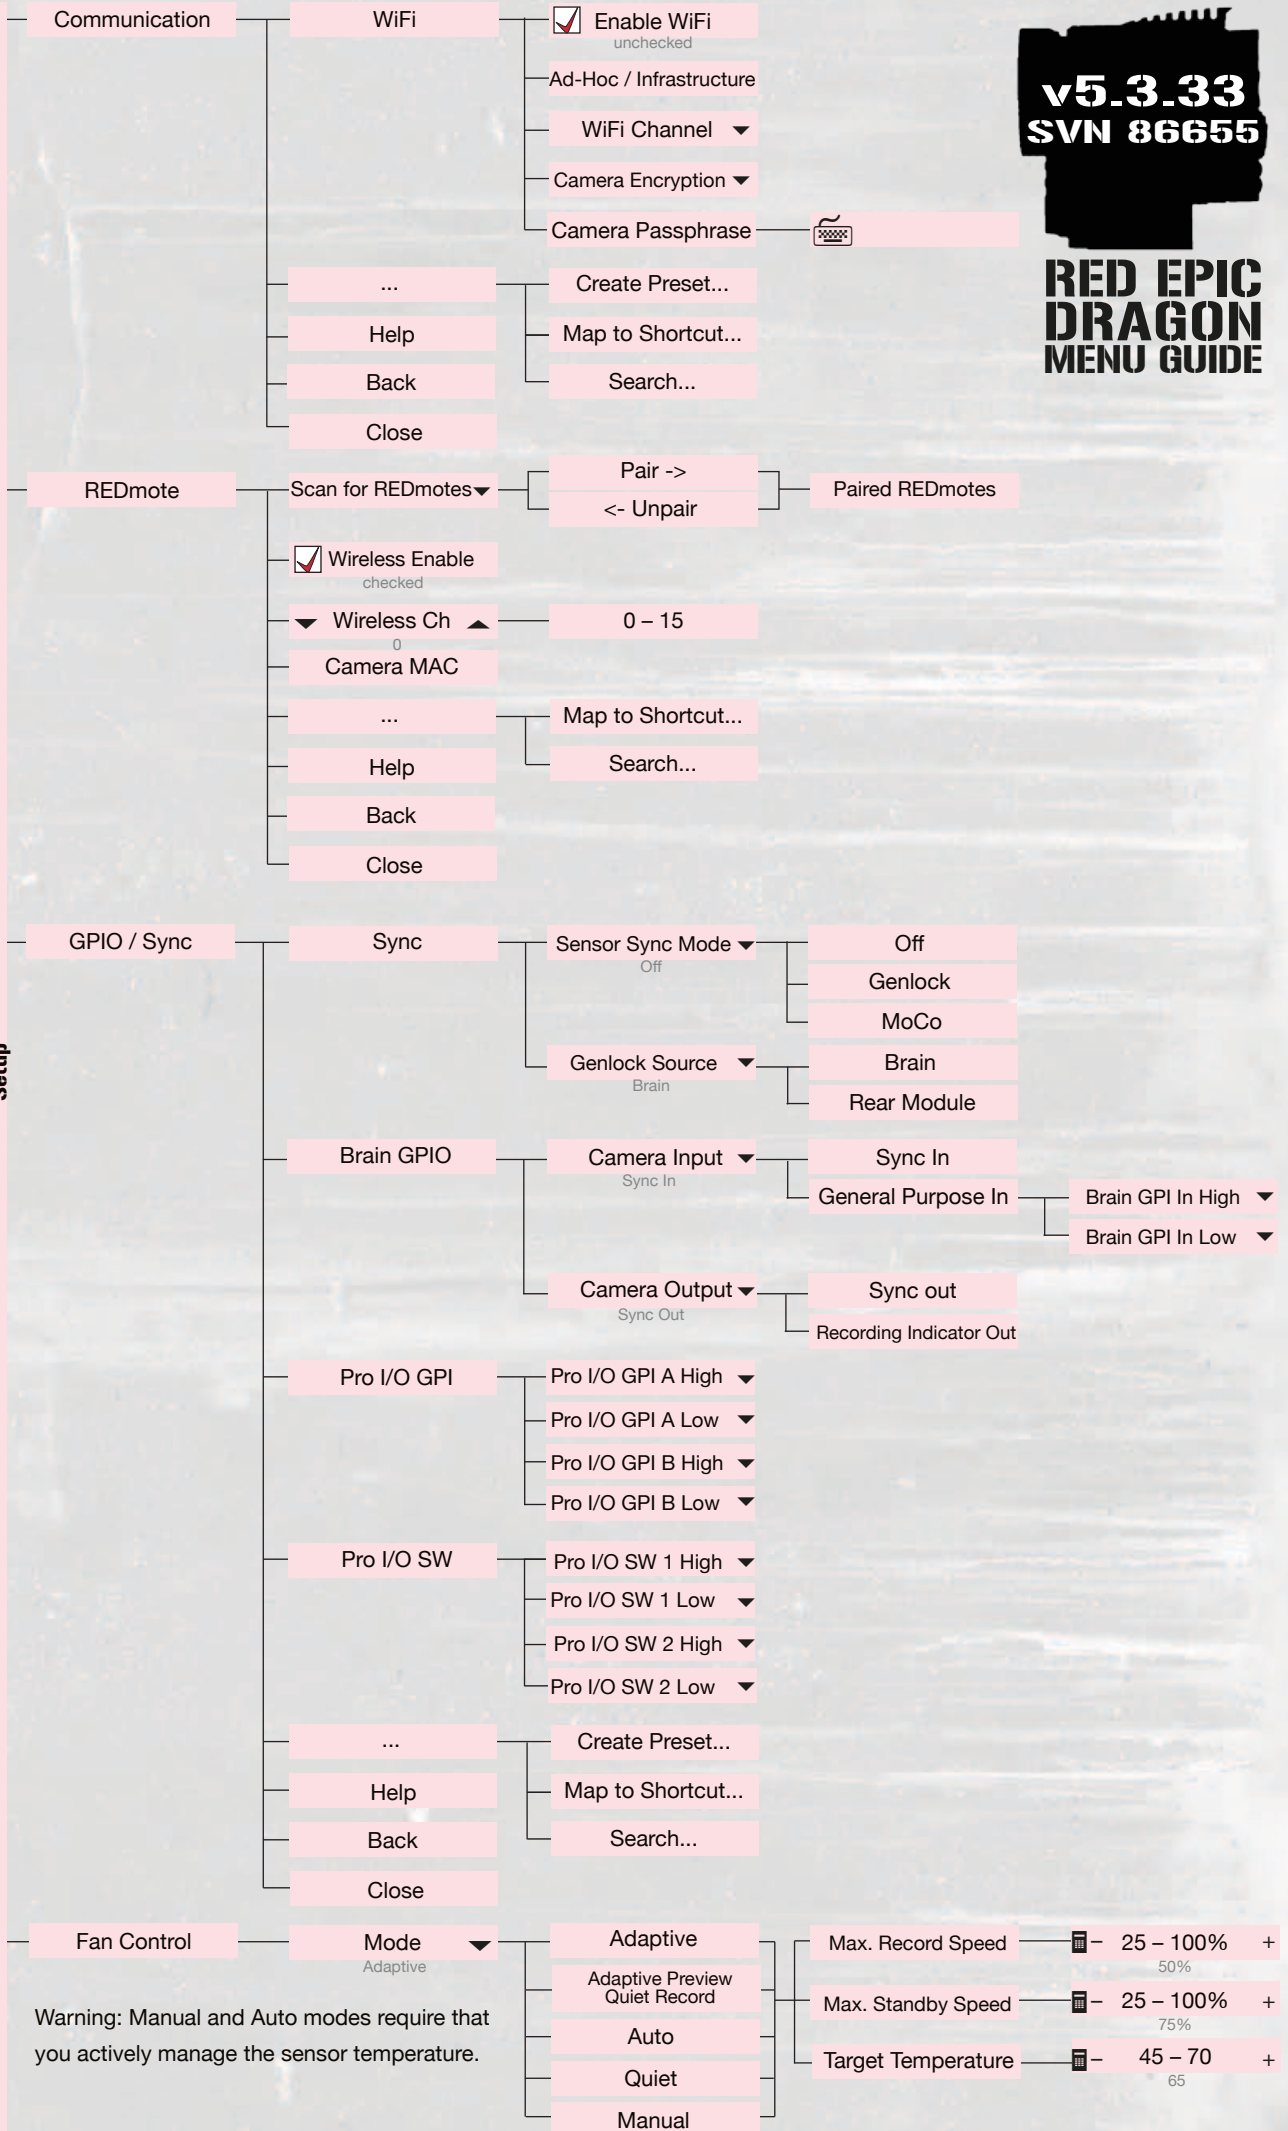 Communication
WiFi
Enable WiFi
unchecked
Ad-Hoc / Infrastructure
WiFi Channel
Camera Encryption
Camera Passphrase
...
Create Preset...
Map to Shortcut...
Search...
Help
Back
Close
v5.3.33
SVN 86655
RED EPIC
DRAGON
MENU GUIDE
REDmote
Scan for REDmotes
Pair ->
<- Unpair
Paired REDmotes
Wireless Enable
checked
Wireless Ch
0
0 – 15
Camera MAC
...
Map to Shortcut...
Search...
Help
Back
Close
Setup
GPIO / Sync
Sync
Sensor Sync Mode
Off
Off
Genlock
MoCo
Genlock Source
Brain
Brain
Rear Module
Brain GPIO
Camera Input
Sync In
Sync In
General Purpose In
Brain GPI In High
Brain GPI In Low
Camera Output
Sync Out
Sync out
Recording Indicator Out
Pro I/O GPI
Pro I/O GPI A High
Pro I/O GPI A Low
Pro I/O GPI B High
Pro I/O GPI B Low
Pro I/O SW
Pro I/O SW 1 High
Pro I/O SW 1 Low
Pro I/O SW 2 High
Pro I/O SW 2 Low
...
Create Preset...
Map to Shortcut...
Search...
Help
Back
Close
Fan Control
Mode
Adaptive
Adaptive
Adaptive Preview
Quiet Record
Auto
Quiet
Manual
Max. Record Speed
– 25 – 100% +
50%
Max. Standby Speed
– 25 – 100% +
75%
Target Temperature
– 45 – 70 +
65
Warning: Manual and Auto modes require that
you actively manage the sensor temperature.